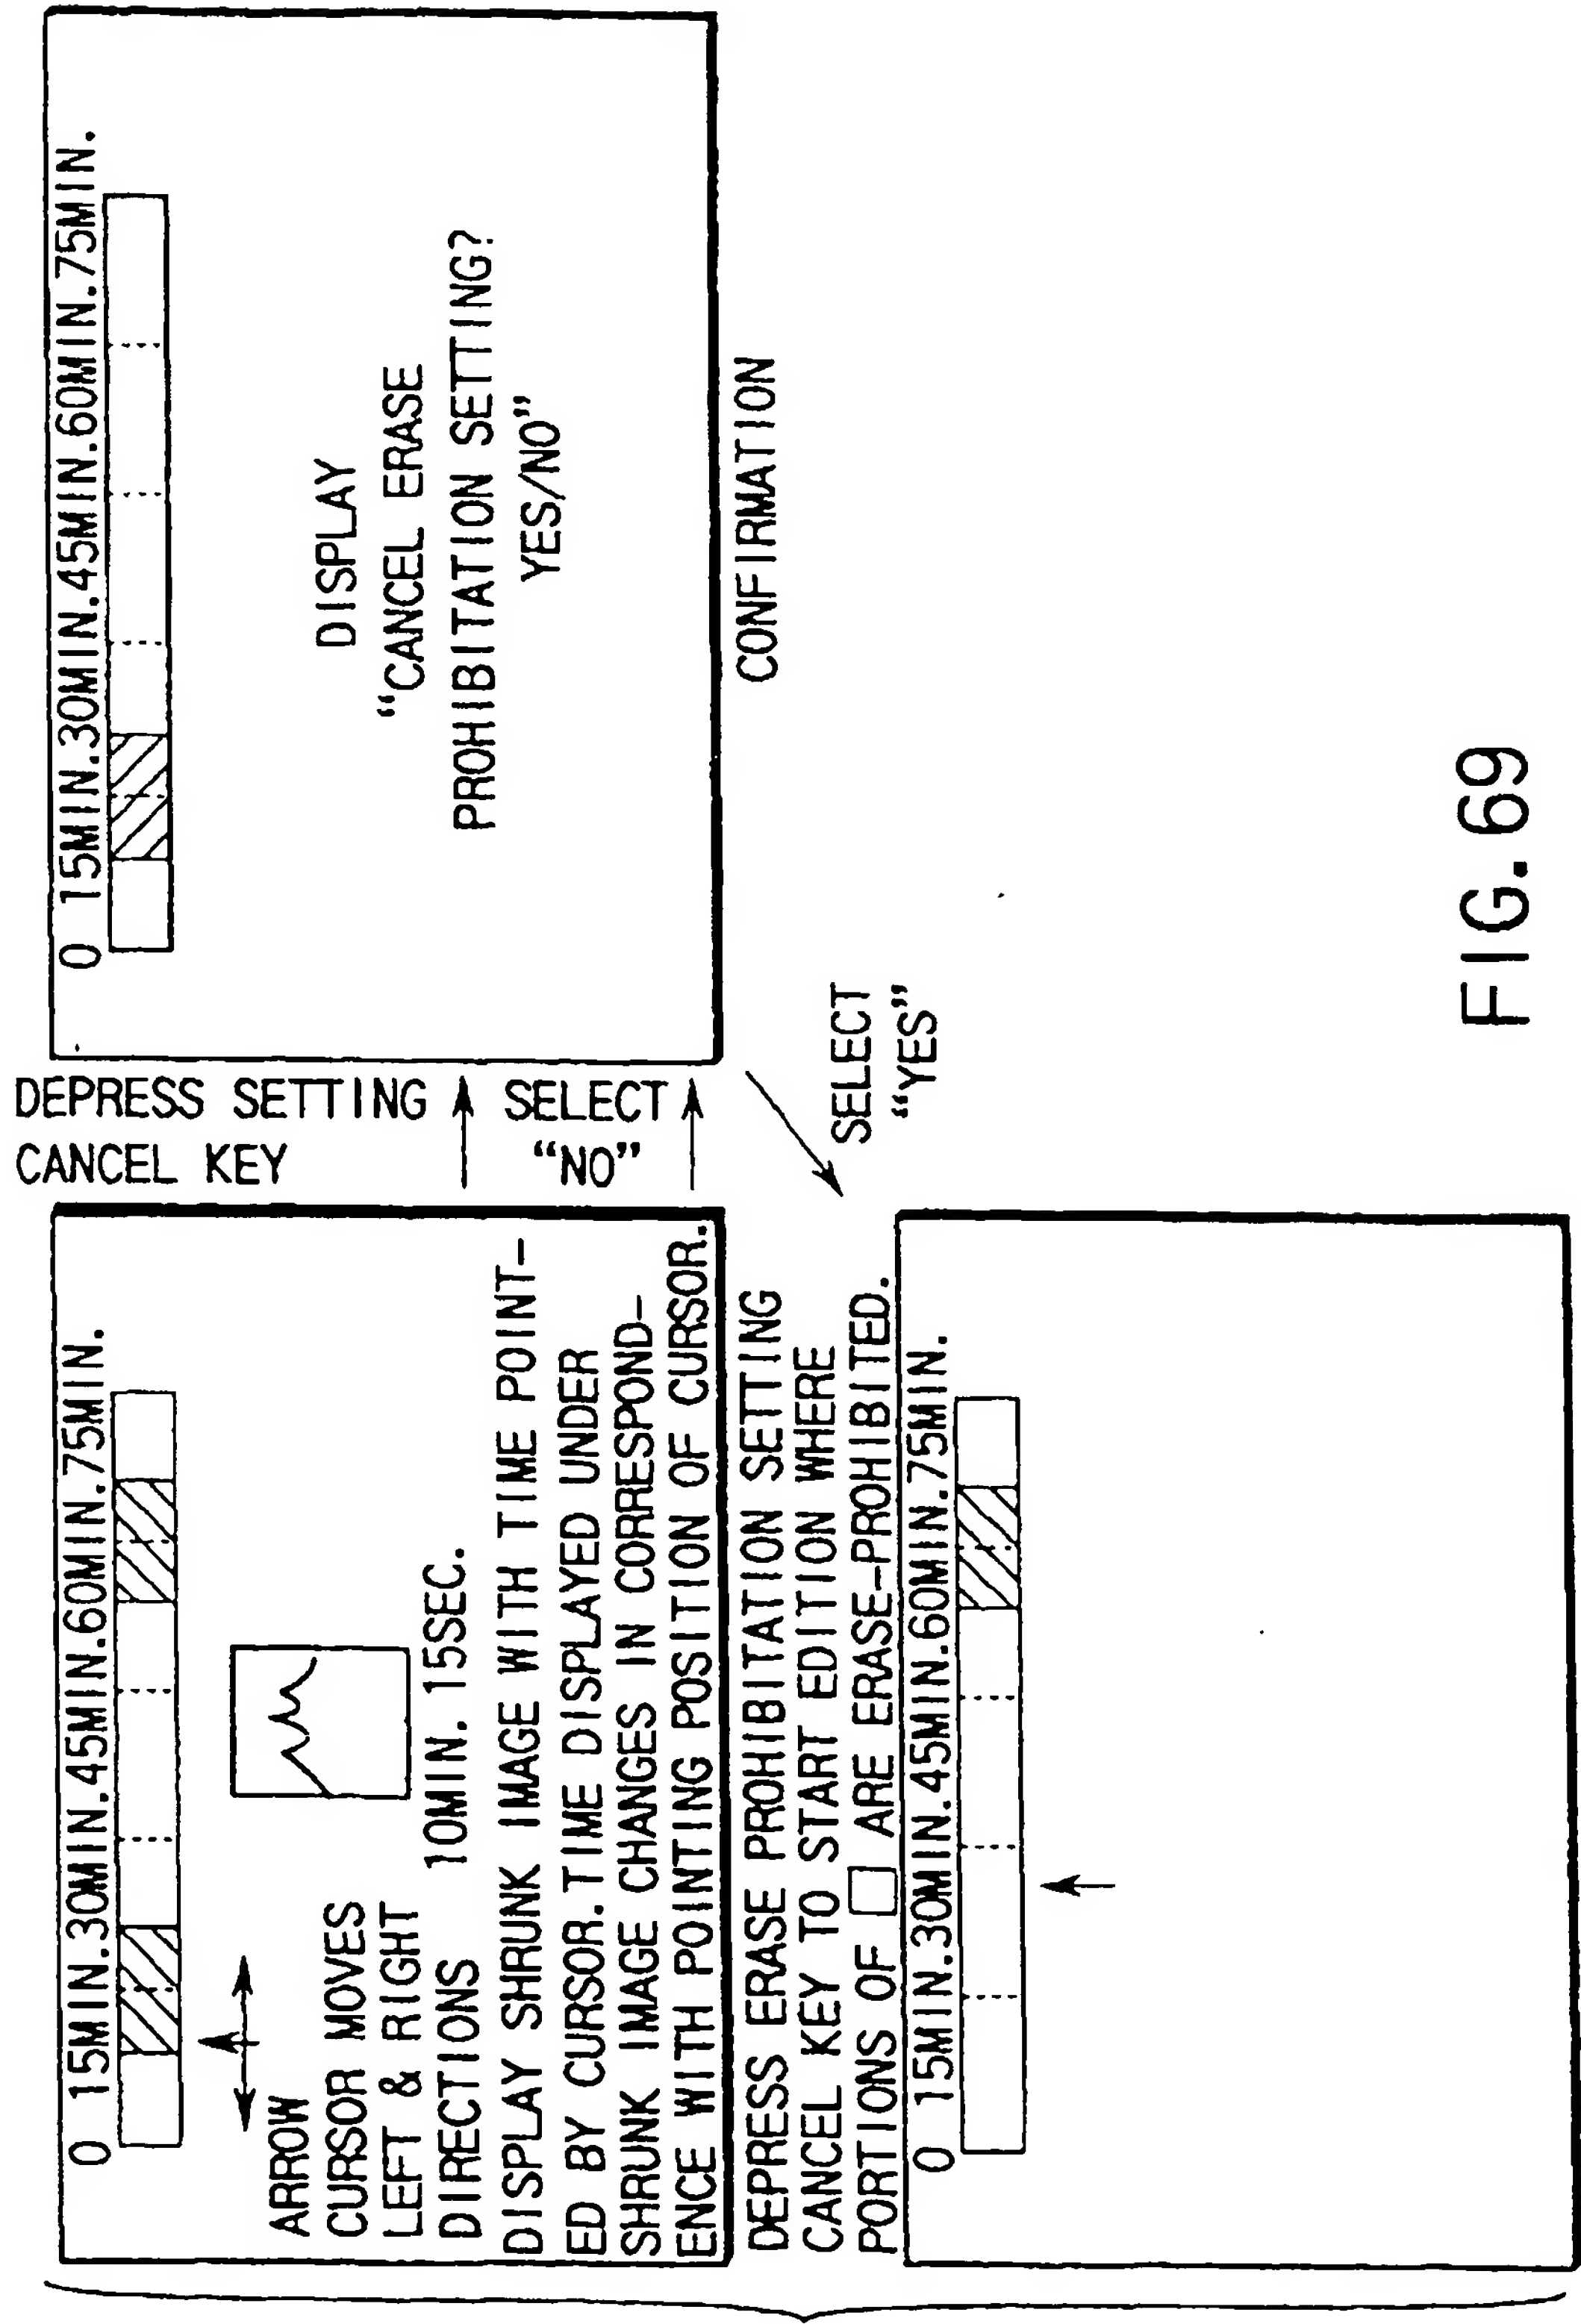 0 15MIN.30MIN.45MIN.60MIN.75MIN.
ARROW
CURSOR MOVES
LEFT & RIGHT
DIRECTIONS
10MIN. 15SEC.
DISPLAY SHRUNK IMAGE WITH TIME POINT-
ED BY CURSOR. TIME DISPLAYED UNDER
SHRUNK IMAGE CHANGES IN CORRESPOND-
ENCE WITH POINTING POSITION OF CURSOR.
DEPRESS SETTING
CANCEL KEY
SELECT
“NO”
0 15MIN.30MIN.45MIN.60MIN.75MIN.
DISPLAY
“CANCEL ERASE
PROHIBITATION SETTING?
YES/NO”
CONFIRMATION
SELECT
“YES”
DEPRESS ERASE PROHIBITATION SETTING
CANCEL KEY TO START EDITION WHERE
PORTIONS OF □ ARE ERASE-PROHIBITED.
0 15MIN.30MIN.45MIN.60MIN.75MIN.
FIG. 69